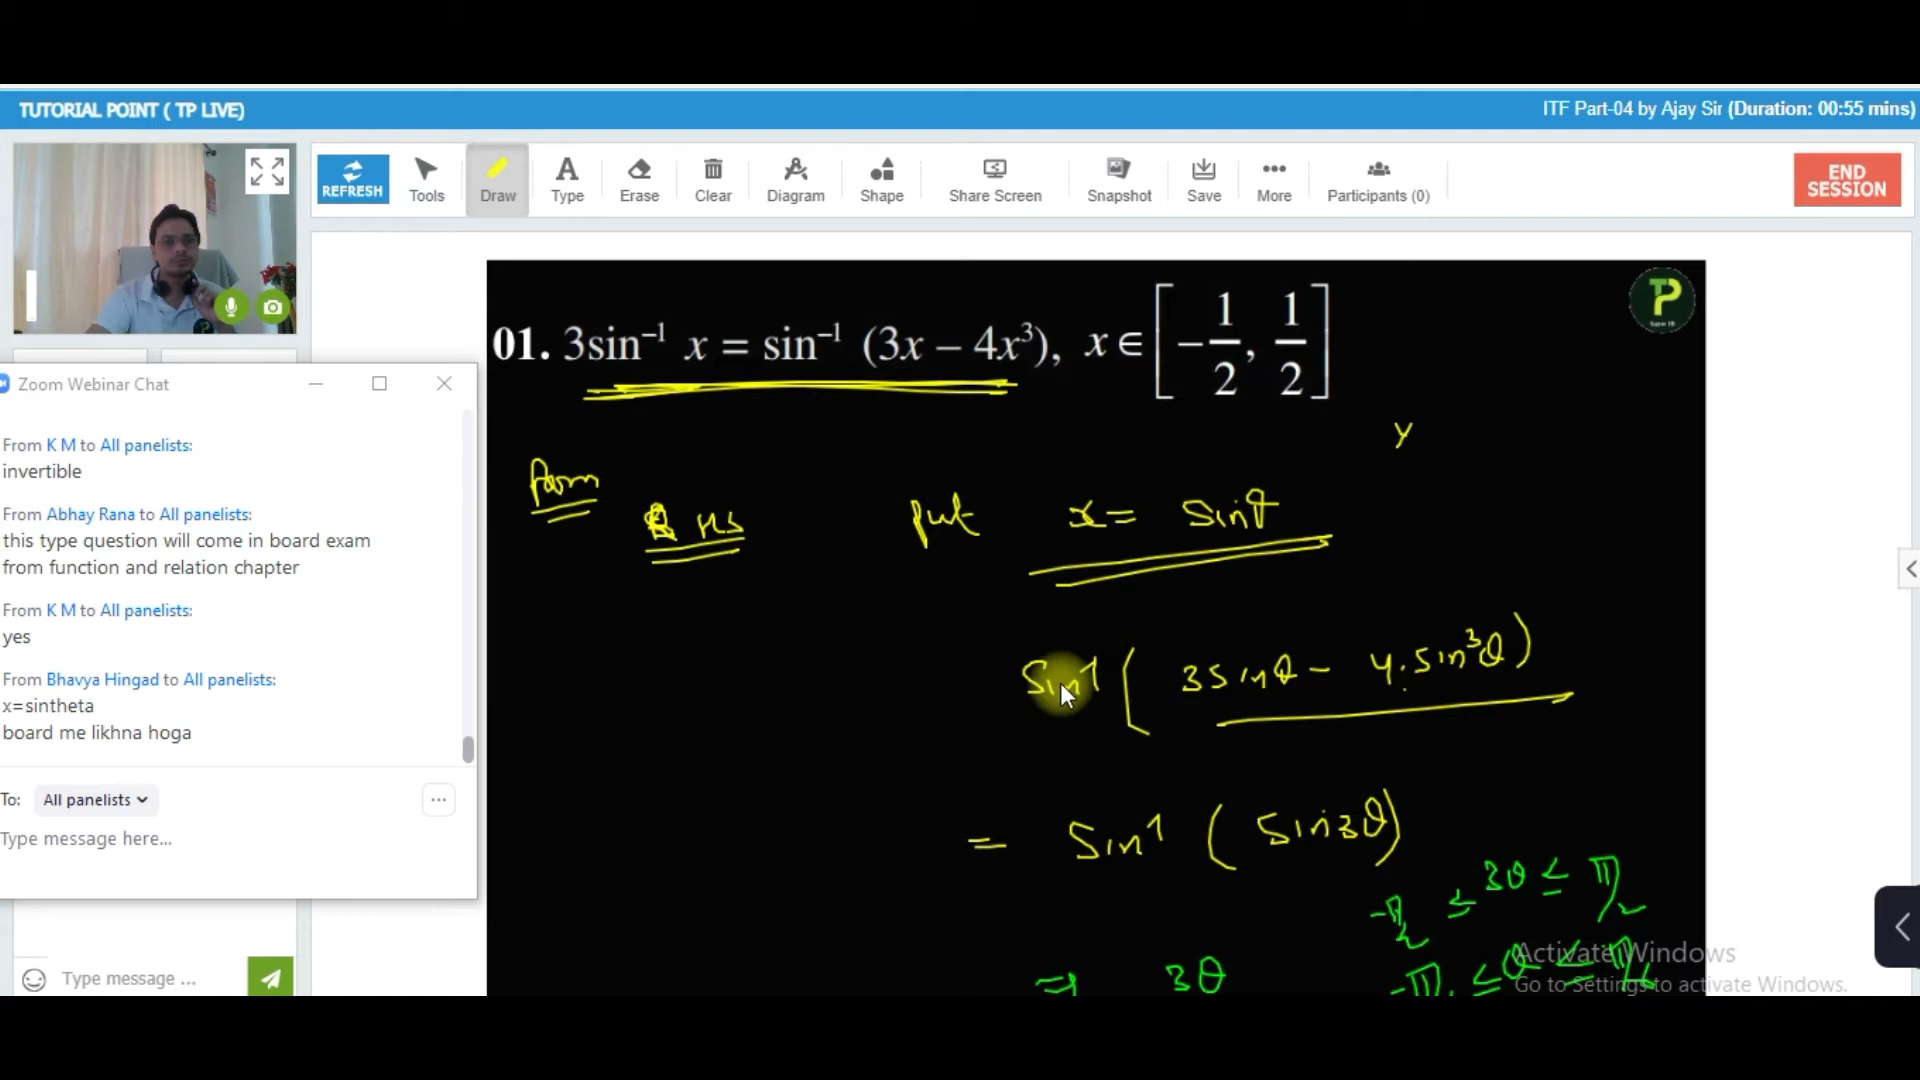 TUTORIAL POINT ( TP LIVE)
ITF Part-04 by Ajay Sir (Duration: 00:55 mins)
REFRESH
Tools
Draw
Type
Erase
Clear
Diagram
Shape
Share Screen
Snapshot
Save
More
Participants (0)
END SESSION
01. 3sin⁻¹ x = sin⁻¹ (3x – 4x³), x ∈ [–1/2, 1/2]
y
put x = sinθ
Sin⁻¹ ( 3sinθ – 4.sin³θ )
= Sin⁻¹ ( Sin3θ )
-π/2 ≤ 3θ ≤ π/2
⇒ 3θ
≤ θ ≤
Zoom Webinar Chat
From K M to All panelists:
invertible
From Abhay Rana to All panelists:
this type question will come in board exam
from function and relation chapter
From K M to All panelists:
yes
From Bhavya Hingad to All panelists:
x=sintheta
board me likhna hoga
To: All panelists
Type message here...
Type message ...
Activate Windows
Go to Settings to activate Windows.